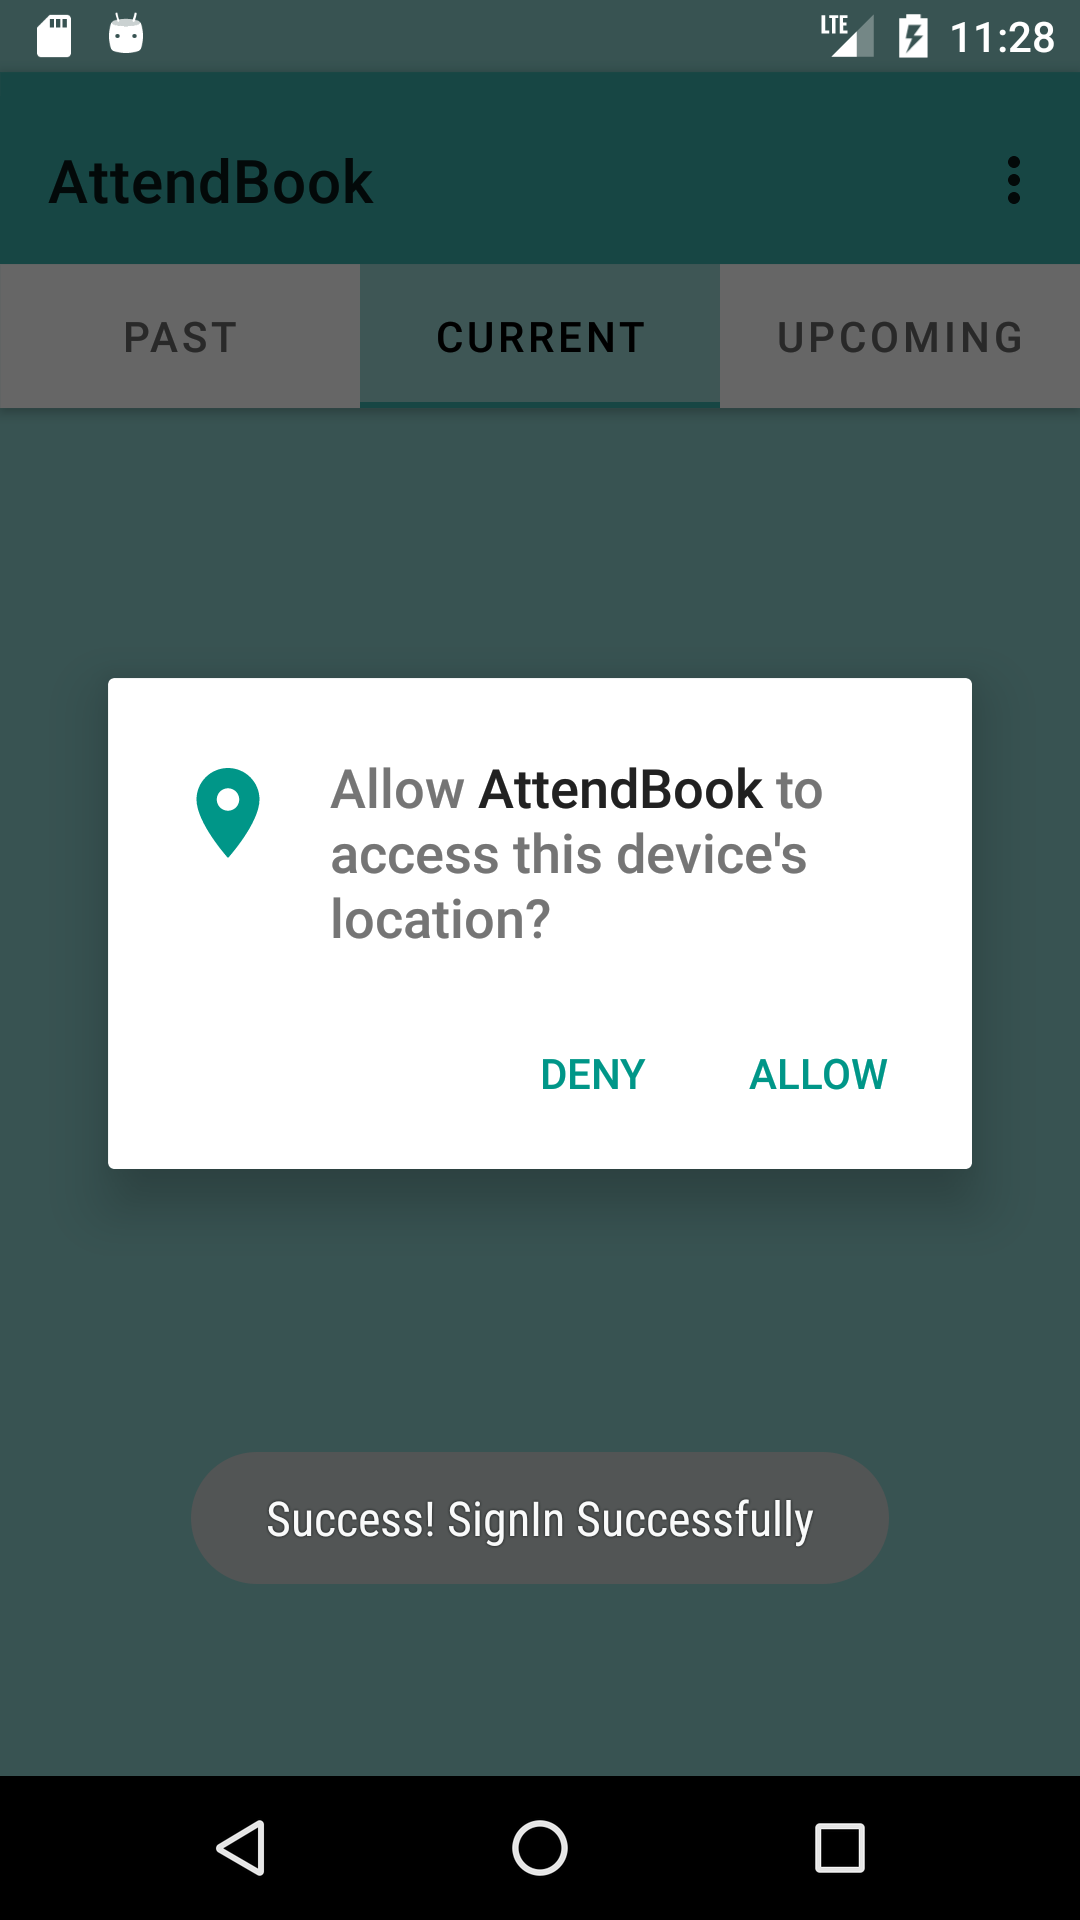 LTE 11:28
AttendBook
PAST CURRENT UPCOMING
Allow AttendBook to
access this device's
location?
DENY ALLOW
Success! SignIn Successfully